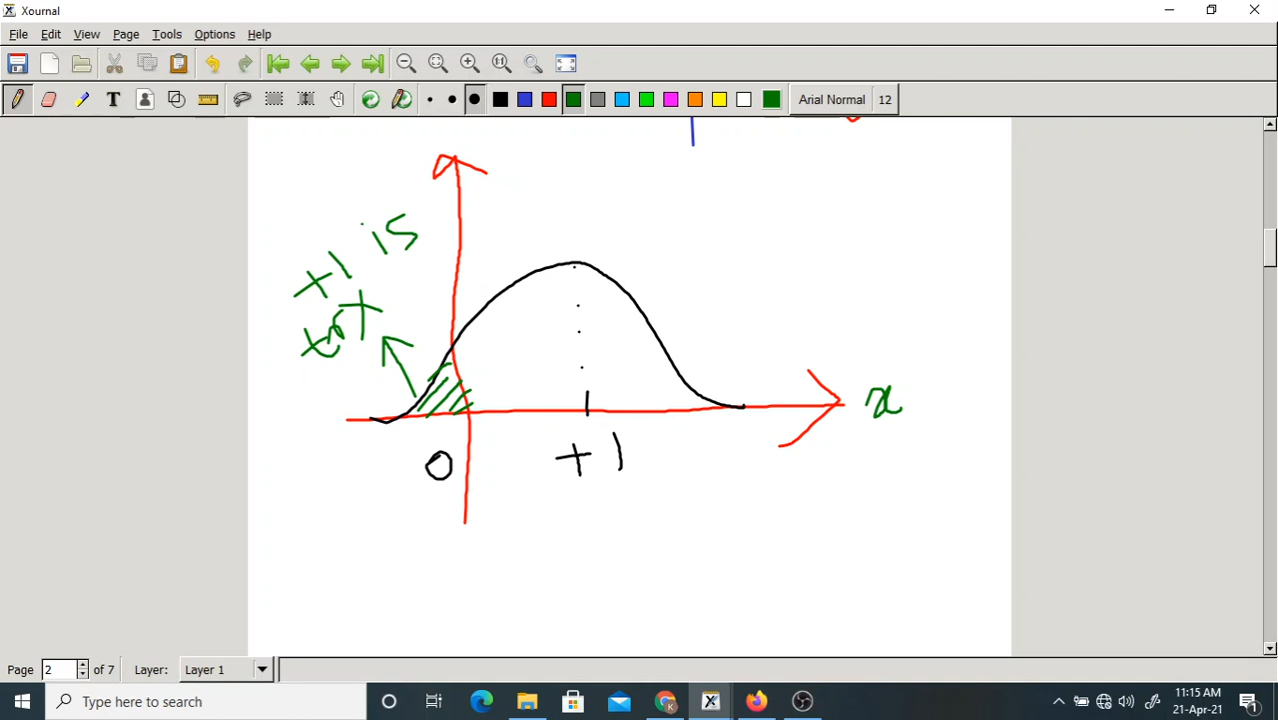 Xournal
File Edit View Page Tools Options Help
Arial Normal 12
+1 is
x
0 +1
Page 2 of 7 Layer: Layer 1
Type here to search
11:15 AM
21-Apr-21